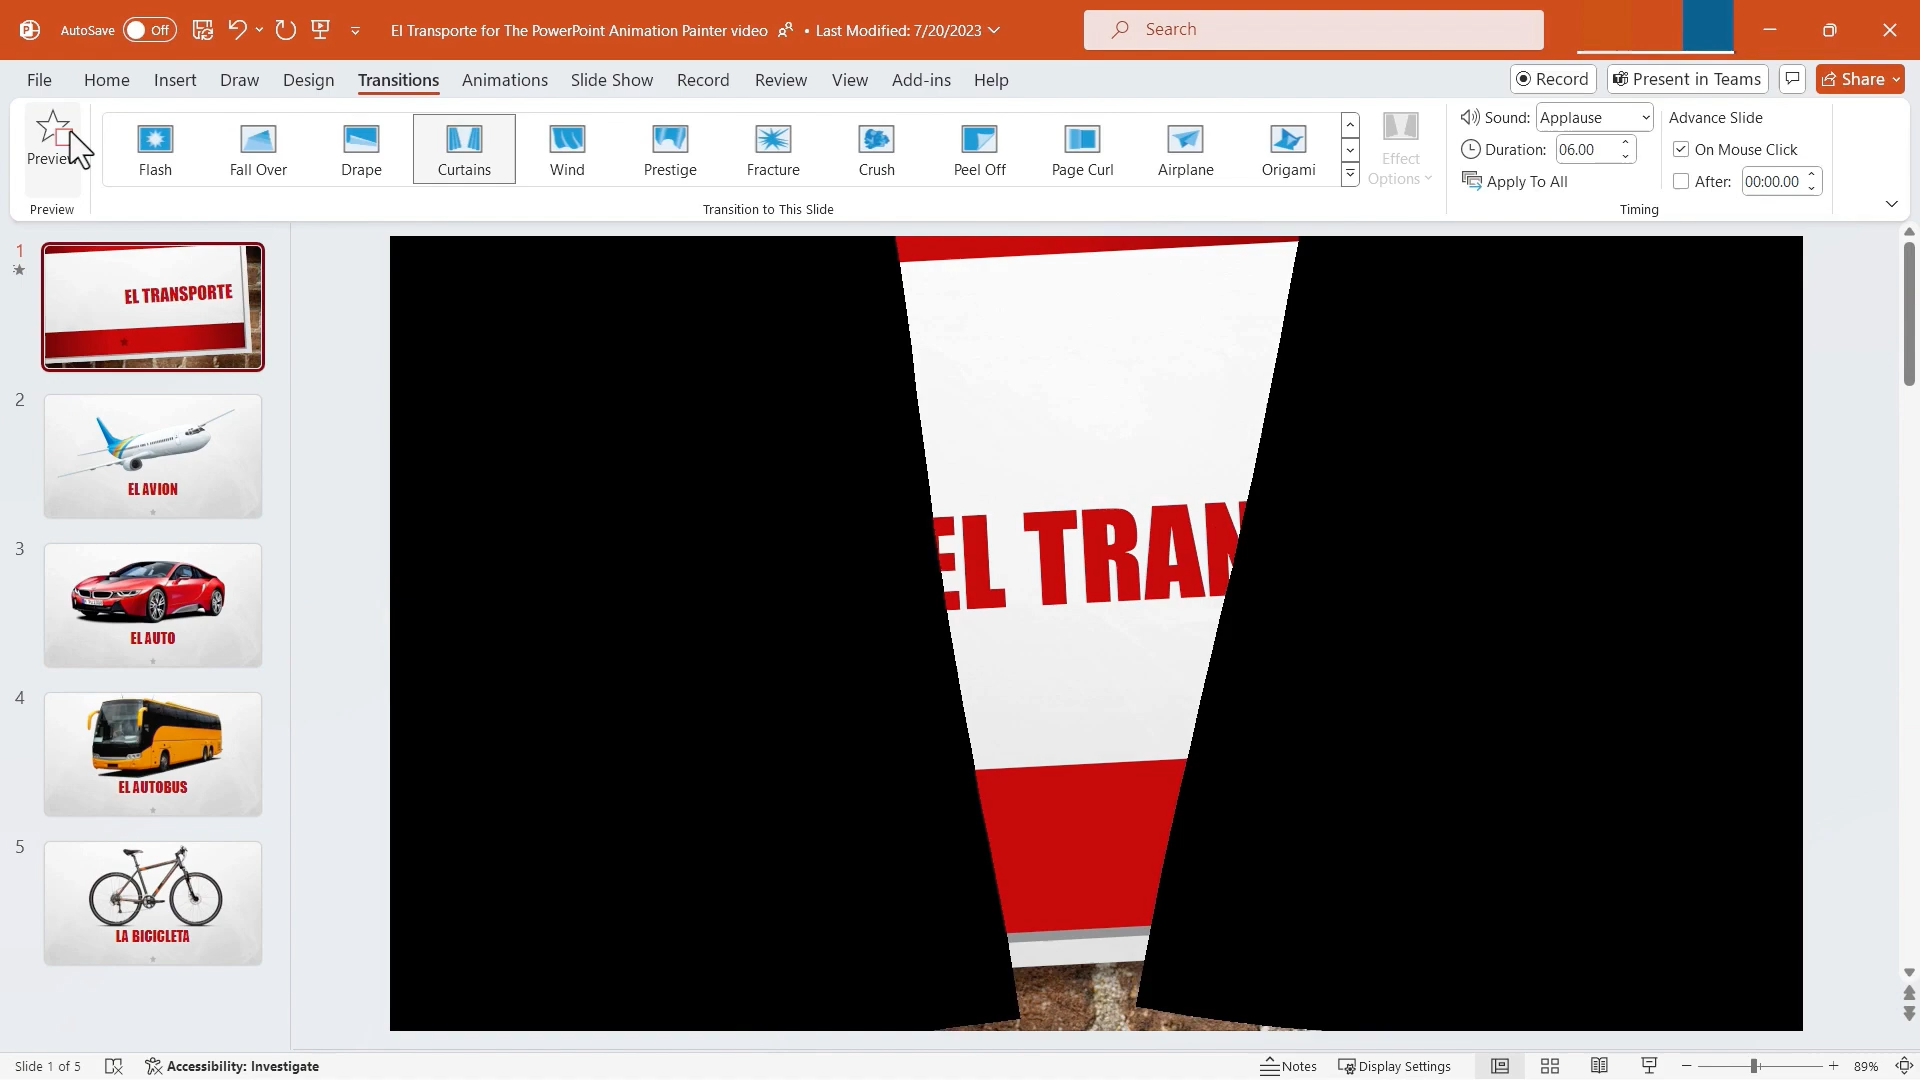 AutoSave Off El Transporte for The PowerPoint Animation Painter video • Last Modified: 7/20/2023 Search
File Home Insert Draw Design Transitions Animations Slide Show Record Review View Add-ins Help Record Present in Teams Share
Preview Flash Fall Over Drape Curtains Wind Prestige Fracture Crush Peel Off Page Curl Airplane Origami Effect Options
Sound: Applause Advance Slide
Duration: 06.00 On Mouse Click
Apply To All After: 00:00.00
Preview Transition to This Slide Timing
1
EL TRANSPORTE
2
EL AVION
3
EL AUTO
4
EL AUTOBUS
5
LA BICICLETA
EL TRAN
Slide 1 of 5 Accessibility: Investigate Notes Display Settings 89%